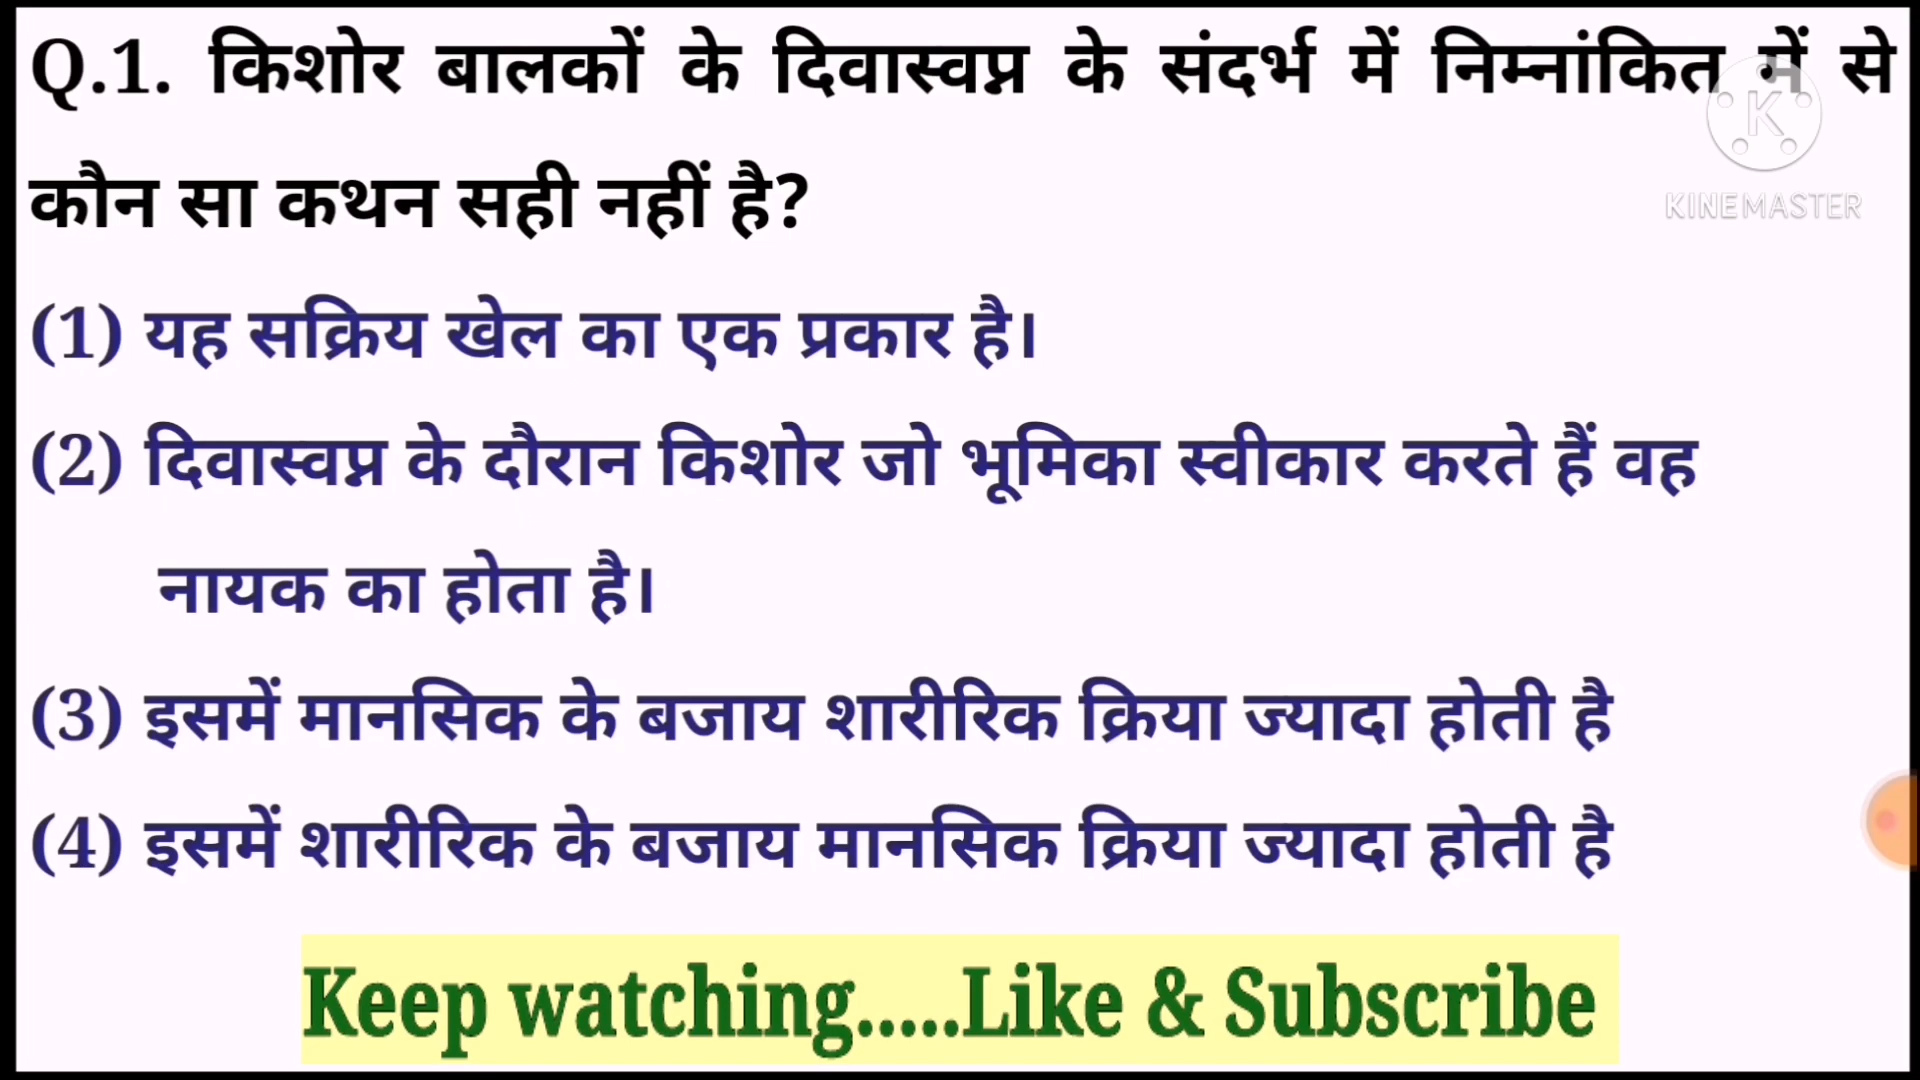 Q.1. किशोर बालकों के दिवास्वप्न के संदर्भ में निम्नांकित में से
कौन सा कथन सही नहीं है?
K
KINEMASTER
(1) यह सक्रिय खेल का एक प्रकार है।
(2) दिवास्वप्न के दौरान किशोर जो भूमिका स्वीकार करते हैं वह
नायक का होता है।
(3) इसमें मानसिक के बजाय शारीरिक क्रिया ज्यादा होती है
(4) इसमें शारीरिक के बजाय मानसिक क्रिया ज्यादा होती है
Keep watching.....Like & Subscribe